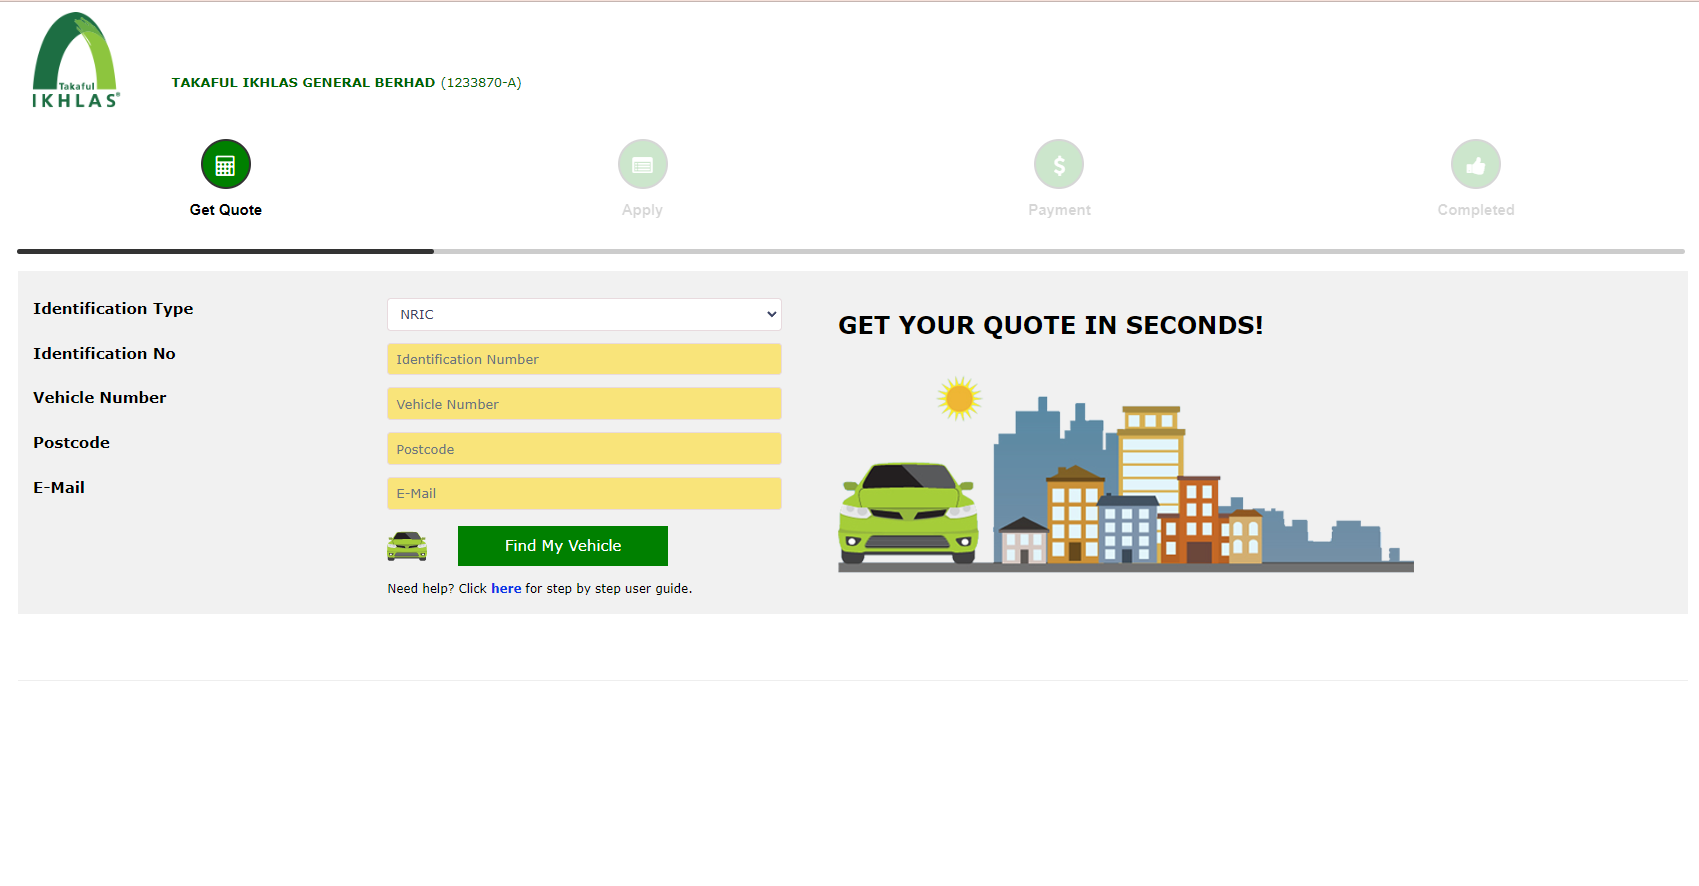 Takaful
IKHLAS®
TAKAFUL IKHLAS GENERAL BERHAD (1233870-A)
Get Quote
Apply
Payment
Completed
Identification Type
NRIC
Identification No
Identification Number
Vehicle Number
Vehicle Number
Postcode
Postcode
E-Mail
E-Mail
Find My Vehicle
Need help? Click here for step by step user guide.
GET YOUR QUOTE IN SECONDS!